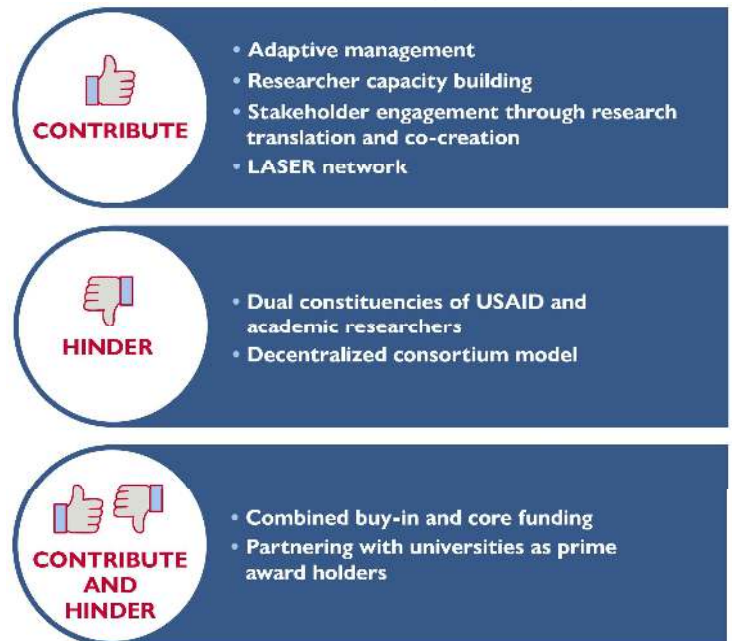 CONTRIBUTE
• Adaptive management
• Researcher capacity building
• Stakeholder engagement through research
translation and co-creation
• LASER network
HINDER
• Dual constituencies of USAID and
academic researchers
• Decentralized consortium model
CONTRIBUTE
AND
HINDER
• Combined buy-in and core funding
• Partnering with universities as prime
award holders